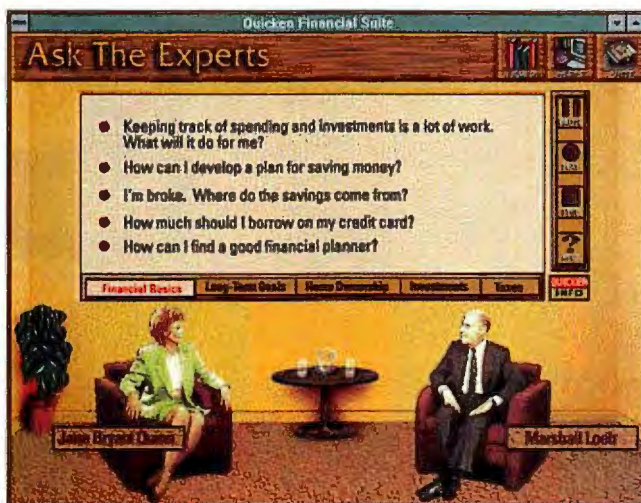 Quicken Financial Suite
Ask The Experts
Keeping track of spending and investments is a lot of work.
What will it do for me?
How can I develop a plan for saving money?
I'm broke. Where do the savings come from?
How much should I borrow on my credit card?
How can I find a good financial planner?
Financial Basics
Long-Term Goals
Home Ownership
Investments
Taxes
QUICKEN
INFO
Jane Bryant Quinn
Marshall Loeb